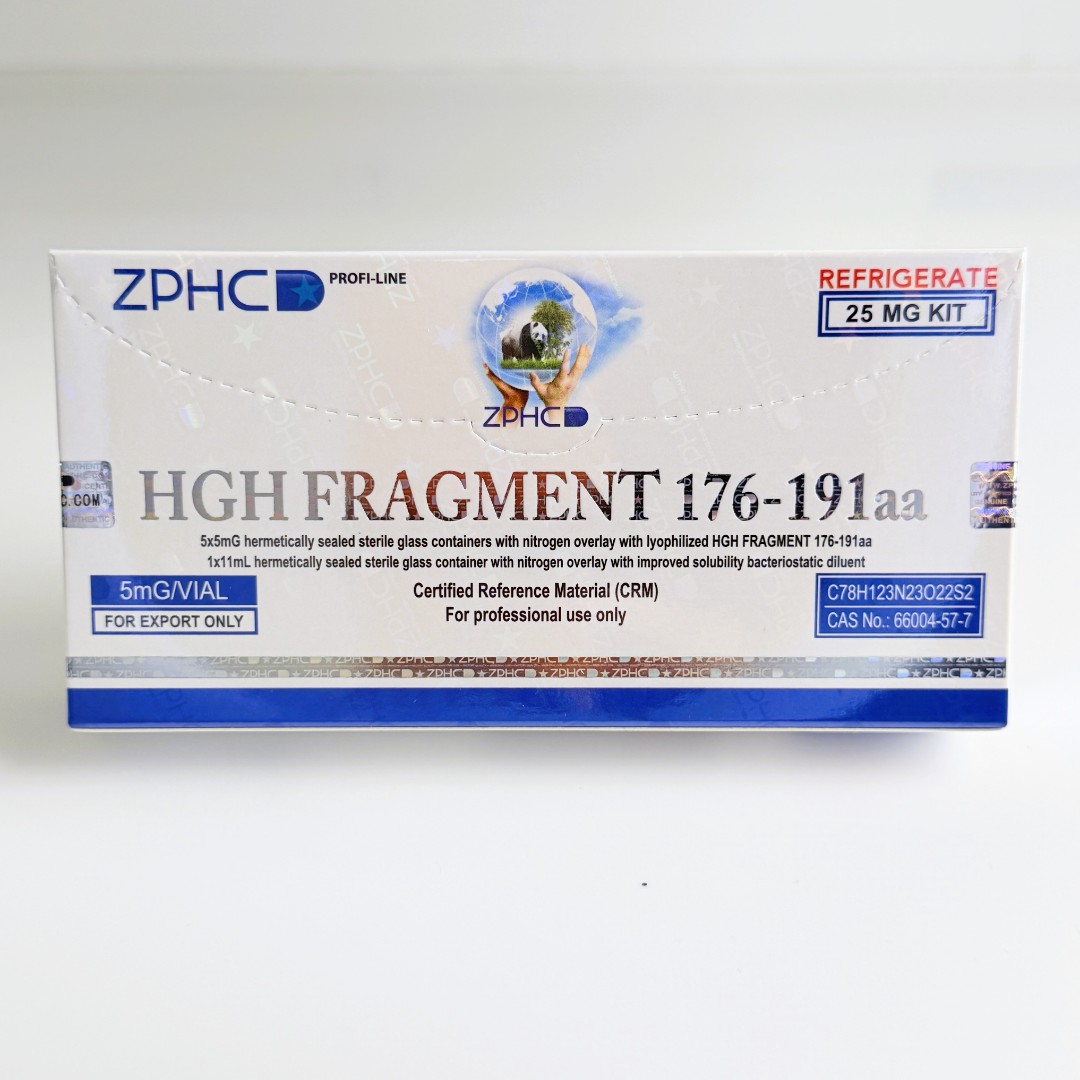 ZPHC PROFI-LINE
REFRIGERATE
25 MG KIT
ZPHC
HGH FRAGMENT 176-191aa
5x5mG hermetically sealed sterile glass containers with nitrogen overlay with lyophilized HGH FRAGMENT 176-191aa
1x11mL hermetically sealed sterile glass container with nitrogen overlay with improved solubility bacteriostatic diluent
5mG/VIAL
FOR EXPORT ONLY
Certified Reference Material (CRM)
For professional use only
C78H123N23O22S2
CAS No.: 66004-57-7